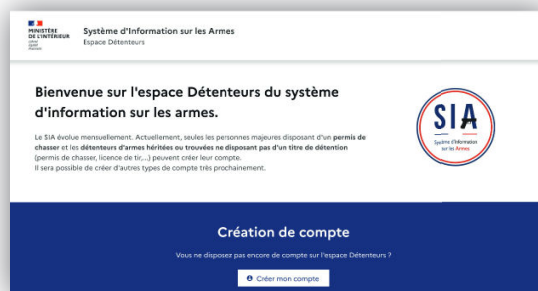 MINISTÈRE
DE L'INTÉRIEUR
Système d'Information sur les Armes
Espace Détenteurs
Bienvenue sur l'espace Détenteurs du système
d'information sur les armes.
Le SIA évolue mensuellement. Actuellement, seules les personnes majeures disposant d'un permis de
chasser et les détenteurs d'armes héritées ou trouvées ne disposant pas d'un titre de détention
(permis de chasser, licence de tir,...) peuvent créer leur compte.
Il sera possible de créer d'autres types de compte très prochainement.
SIA
Système d'Information
sur les Armes
Création de compte
Vous ne disposez pas encore de compte sur l'espace Détenteurs ?
Créer mon compte